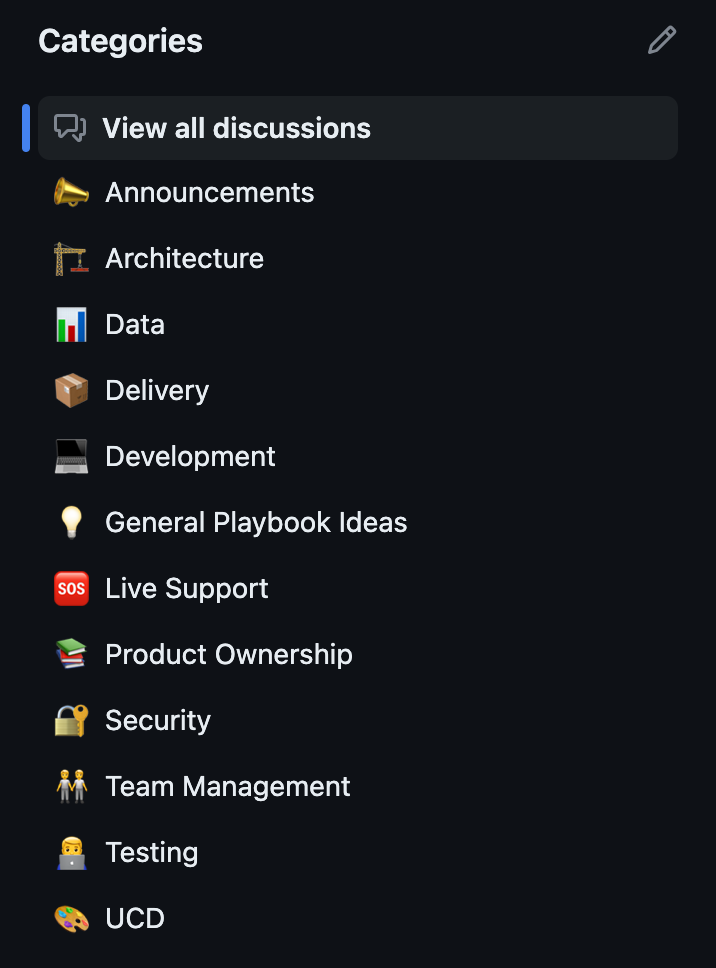 Categories
View all discussions
Announcements
Architecture
Data
Delivery
Development
General Playbook Ideas
SOS Live Support
Product Ownership
Security
Team Management
Testing
UCD